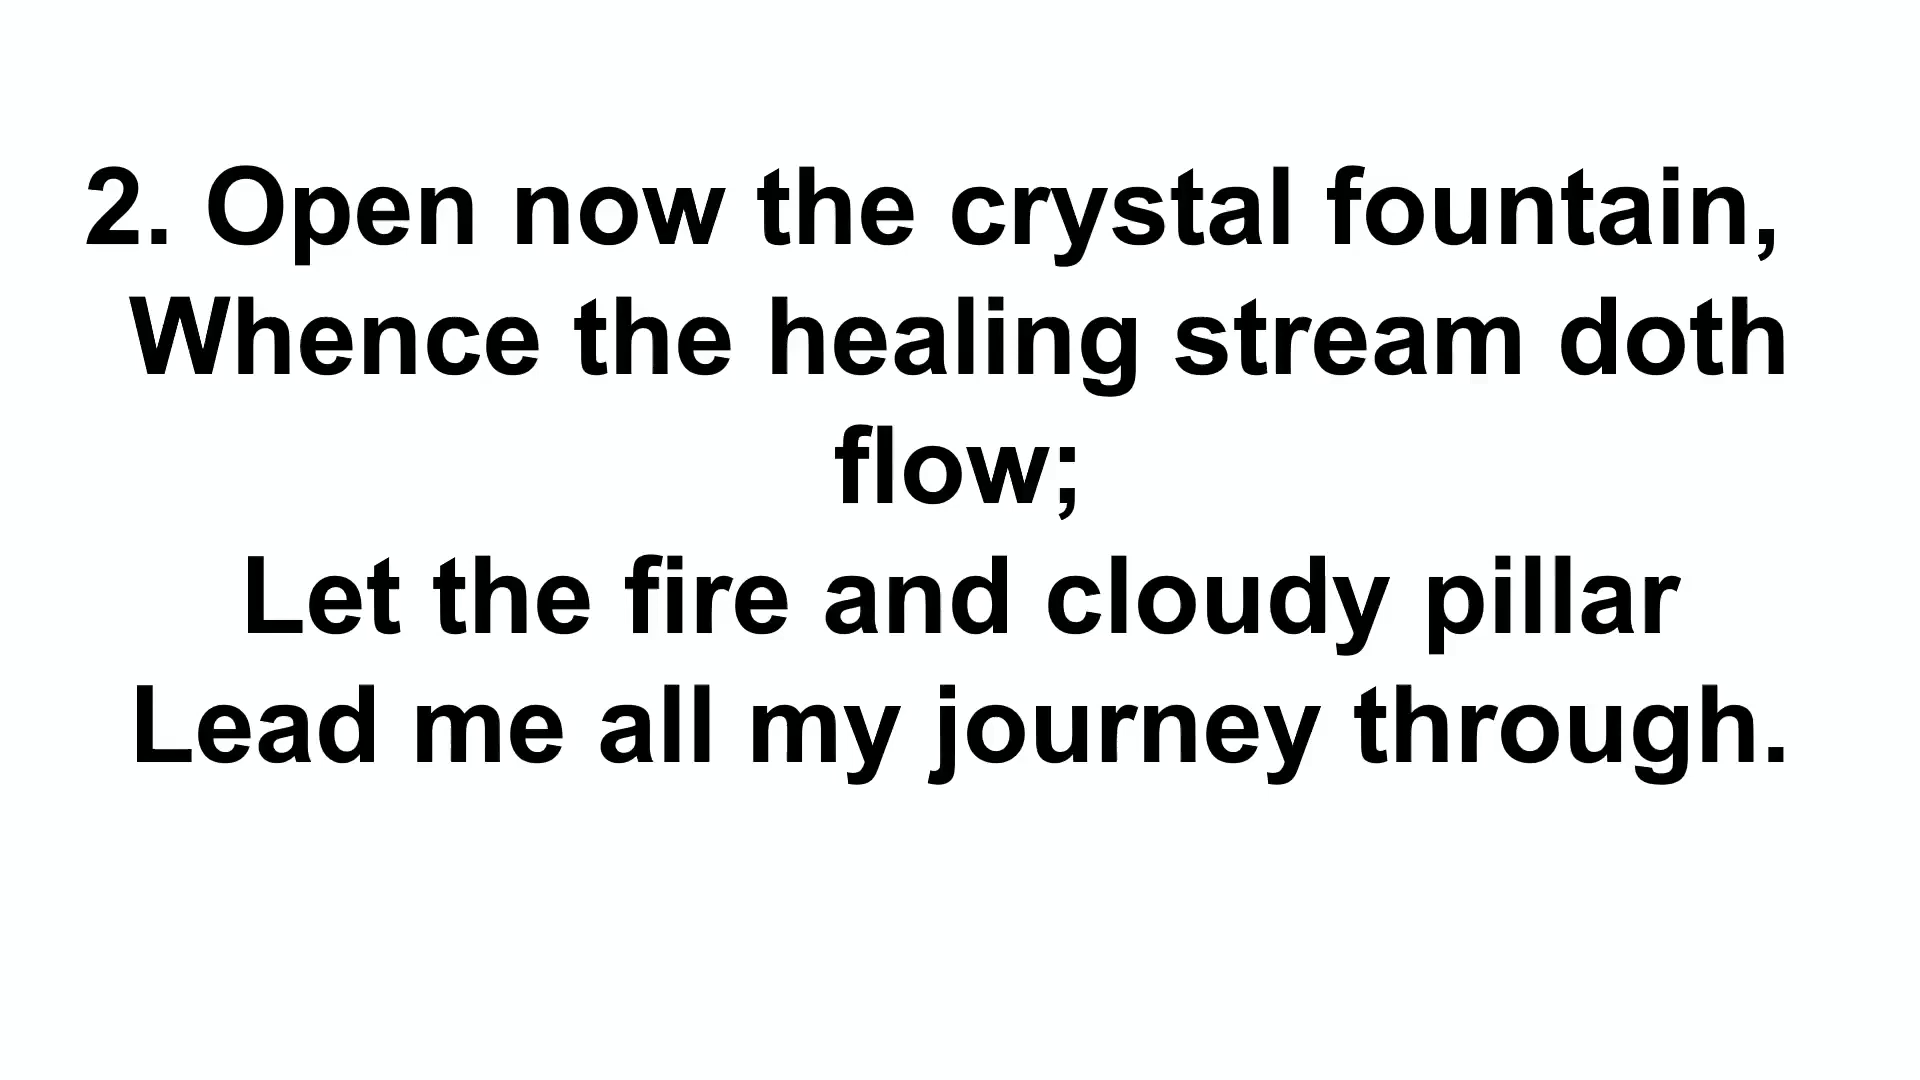 2. Open now the crystal fountain,
Whence the healing stream doth
flow;
Let the fire and cloudy pillar
Lead me all my journey through.